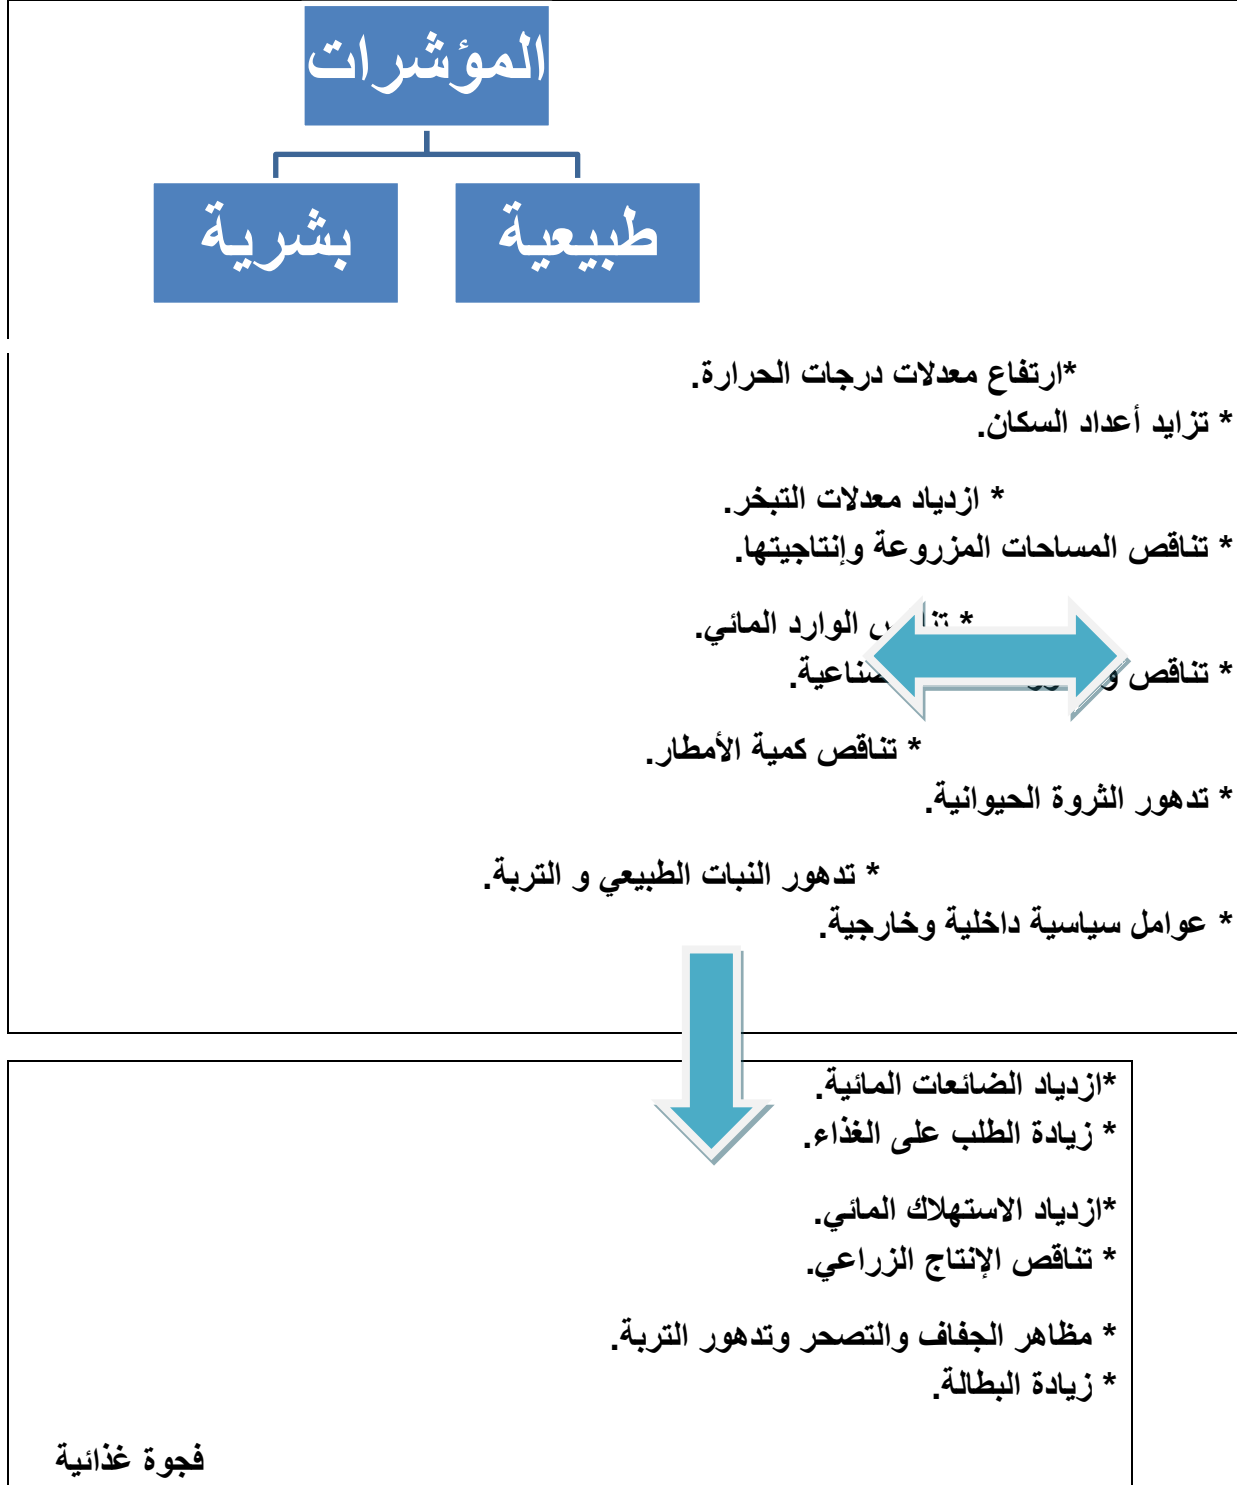 المؤشرات
طبيعية
بشرية
*ارتفاع معدلات درجات الحرارة.
* تزايد أعداد السكان.
* ازدياد معدلات التبخر.
* تناقص المساحات المزروعة وإنتاجيتها.
* الوارد المائي.
* تناقص
* تناقص كمية الأمطار.
* تدهور الثروة الحيوانية.
* تدهور النبات الطبيعي و التربة.
* عوامل سياسية داخلية وخارجية.
*ازدياد الضائعات المائية.
* زيادة الطلب على الغذاء.
*ازدياد الاستهلاك المائي.
* تناقص الإنتاج الزراعي.
* مظاهر الجفاف والتصحر وتدهور التربة.
* زيادة البطالة.
فجوة غذائية